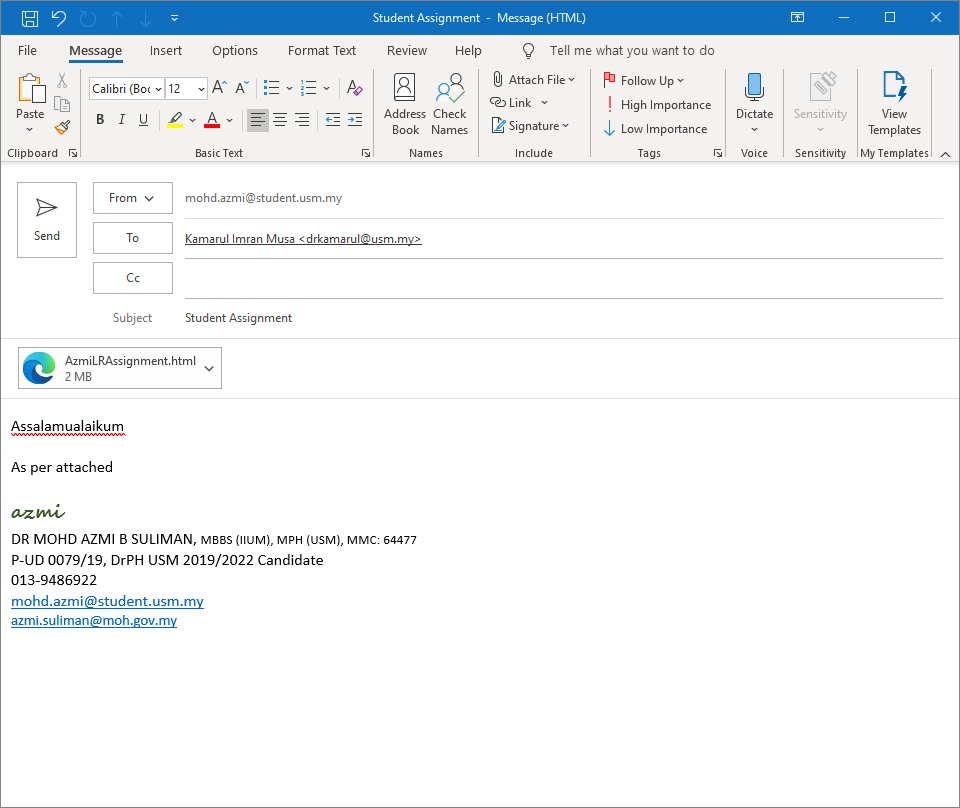 Student Assignment - Message (HTML)
File Message Insert Options Format Text Review Help Tell me what you want to do
Paste
Clipboard
Calibri (Boc 12
B I U A
Basic Text
Address Book
Check Names
Names
Attach File
Link
Signature
Include
Follow Up
High Importance
Low Importance
Tags
Dictate
Voice
Sensitivity
Sensitivity
View Templates
My Templates
Send
From mohd.azmi@student.usm.my
To Kamarul Imran Musa <drkamarul@usm.my>
Cc
Subject Student Assignment
AzmiLRAssignment.html
2 MB
Assalamualaikum
As per attached
azmi
DR MOHD AZMI B SULIMAN, MBBS (IIUM), MPH (USM), MMC: 64477
P-UD 0079/19, DrPH USM 2019/2022 Candidate
013-9486922
mohd.azmi@student.usm.my
azmi.suliman@moh.gov.my